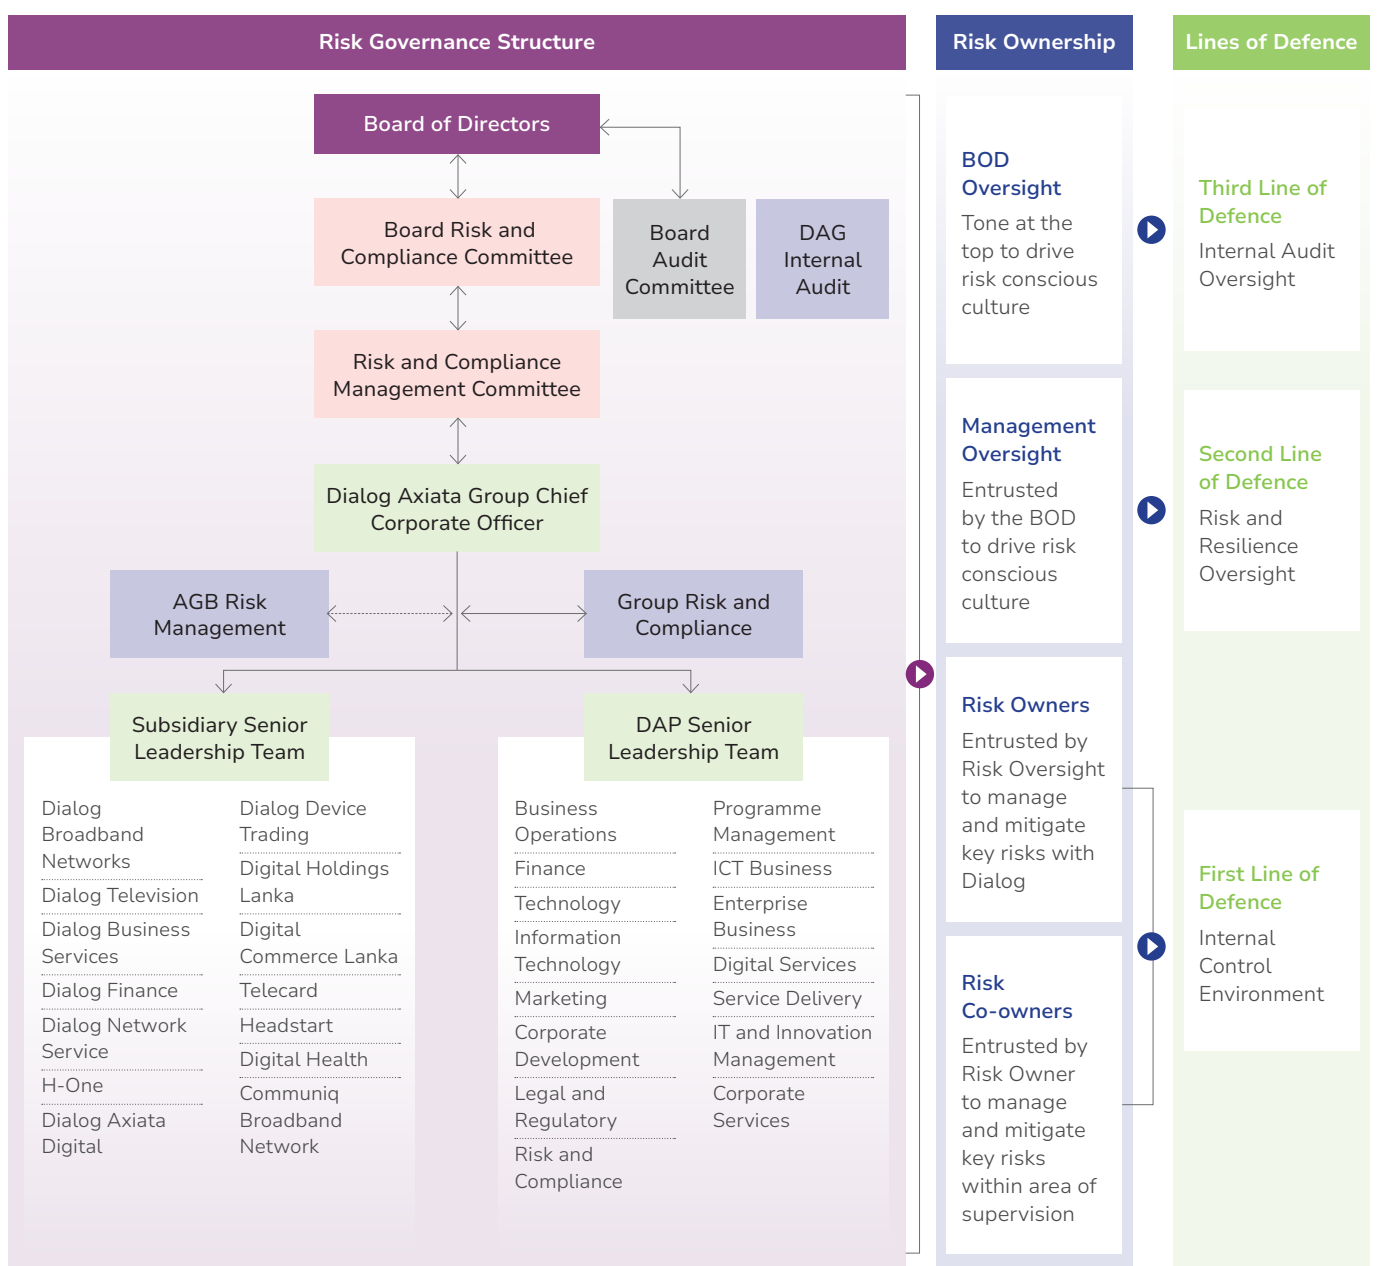 Risk Governance Structure
Board of Directors
Board Risk and
Compliance Committee
Board
Audit
Committee
DAG
Internal
Audit
Risk and Compliance
Management Committee
Dialog Axiata Group Chief
Corporate Officer
AGB Risk
Management
Group Risk and
Compliance
Subsidiary Senior
Leadership Team
Dialog
Broadband
Networks
Dialog Television
Dialog Business
Services
Dialog Finance
Dialog Network
Service
H-One
Dialog Axiata
Digital
Dialog Device
Trading
Digital Holdings
Lanka
Digital
Commerce Lanka
Telecard
Headstart
Digital Health
Communiq
Broadband
Network
DAP Senior
Leadership Team
Business
Operations
Finance
Technology
Information
Technology
Marketing
Corporate
Development
Legal and
Regulatory
Risk and
Compliance
Programme
Management
ICT Business
Enterprise
Business
Digital Services
Service Delivery
IT and Innovation
Management
Corporate
Services
Risk Ownership
BOD
Oversight
Tone at the
top to drive
risk conscious
culture
Management
Oversight
Entrusted
by the BOD
to drive risk
conscious
culture
Risk Owners
Entrusted by
Risk Oversight
to manage
and mitigate
key risks with
Dialog
Risk
Co-owners
Entrusted by
Risk Owner
to manage
and mitigate
key risks
within area of
supervision
Lines of Defence
Third Line of
Defence
Internal Audit
Oversight
Second Line
of Defence
Risk and
Resilience
Oversight
First Line of
Defence
Internal
Control
Environment